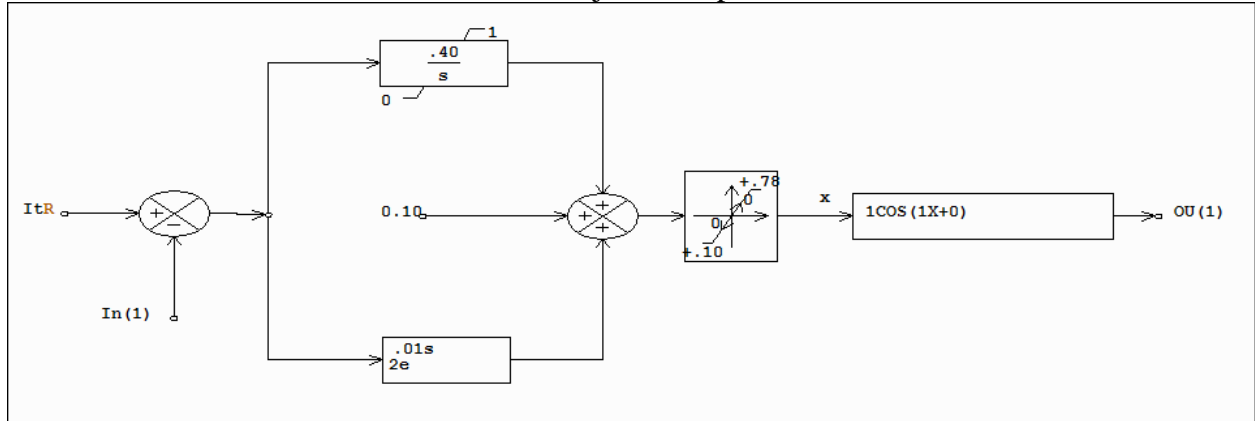 1
.40
s
0
ItR
+
−
0.10
+
+
+
+.78
0
0
+.10
x
1COS(1X+0)
OU(1)
In(1)
.01s
2e